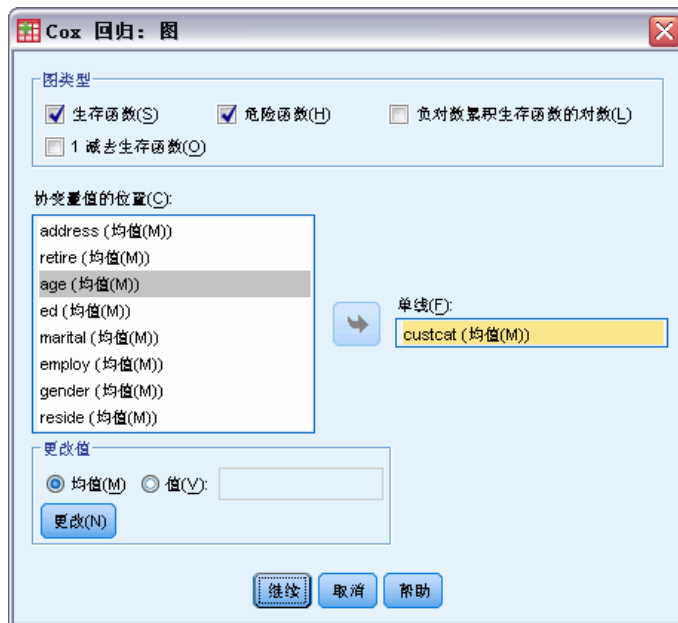 Cox 回归: 图
图类型
生存函数(S)
危险函数(H)
负对数累积生存函数的对数(L)
1 减去生存函数(O)
协变量值的位置(C):
address (均值(M))
retire (均值(M))
age (均值(M))
ed (均值(M))
marital (均值(M))
employ (均值(M))
gender (均值(M))
reside (均值(M))
单线(F):
custcat (均值(M))
更改值
均值(M)
值(V):
更改(N)
继续
取消
帮助